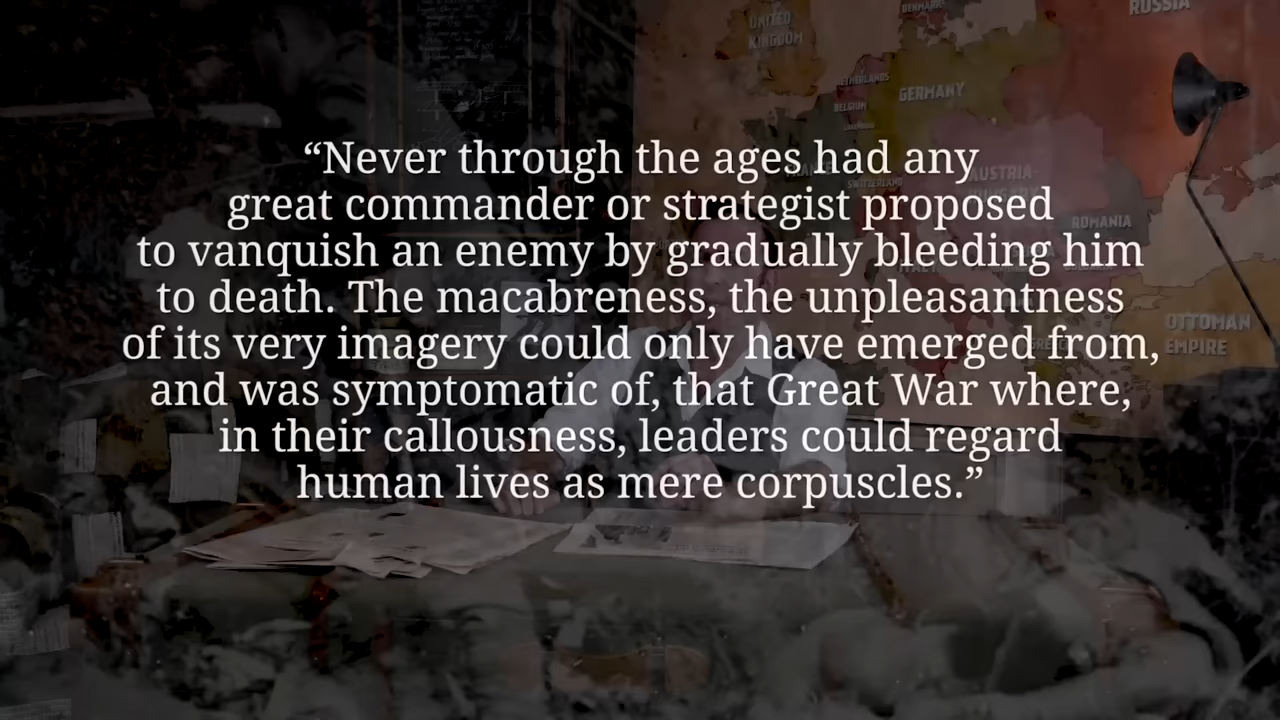 “Never through the ages had any
great commander or strategist proposed
to vanquish an enemy by gradually bleeding him
to death. The macabreness, the unpleasantness
of its very imagery could only have emerged from,
and was symptomatic of, that Great War where,
in their callousness, leaders could regard
human lives as mere corpuscles.”
UNITED
KINGDOM
DENMARK
RUSSIA
NETHERLANDS
BELGIUM
GERMANY
FRANCE
SWITZERLAND
AUSTRIA-
HUNGARY
ROMANIA
ITALY
OTTOMAN
EMPIRE